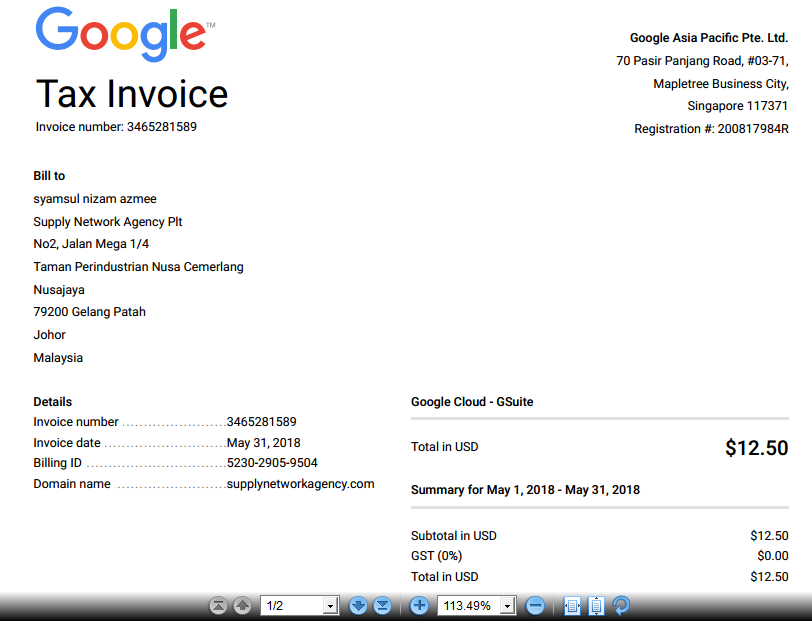 Google™
Google Asia Pacific Pte. Ltd.
70 Pasir Panjang Road, #03-71,
Mapletree Business City,
Singapore 117371
Registration #: 200817984R
Tax Invoice
Invoice number: 3465281589
Bill to
syamsul nizam azmee
Supply Network Agency Plt
No2, Jalan Mega 1/4
Taman Perindustrian Nusa Cemerlang
Nusajaya
79200 Gelang Patah
Johor
Malaysia
Details
Invoice number ..........................3465281589
Invoice date ..............................May 31, 2018
Billing ID ..................................5230-2905-9504
Domain name ...........................supplynetworkagency.com
Google Cloud - GSuite
Total in USD $12.50
Summary for May 1, 2018 - May 31, 2018
Subtotal in USD $12.50
GST (0%) $0.00
Total in USD $12.50
1/2 113.49%